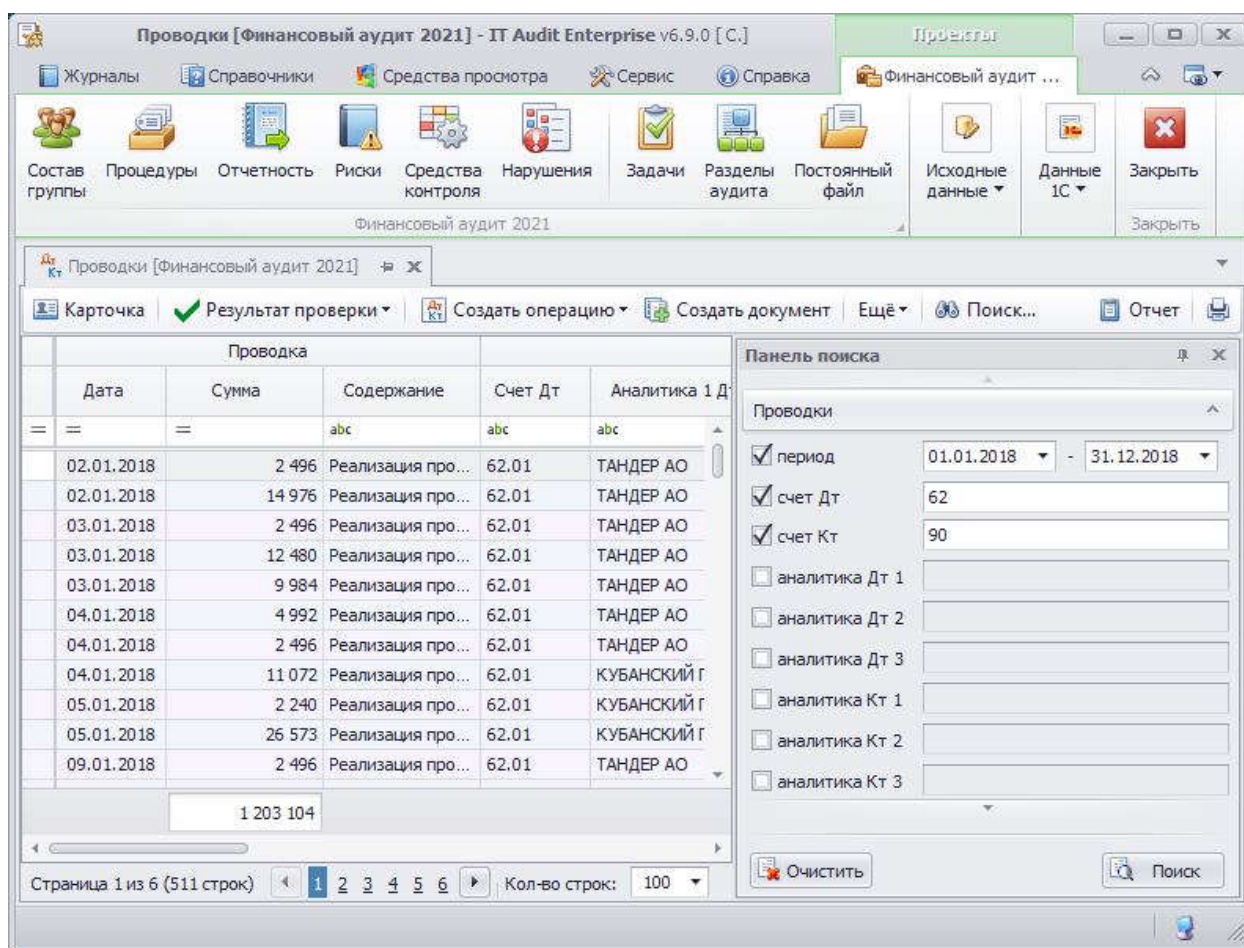 Проводки [Финансовый аудит 2021] - IT Audit Enterprise v6.9.0 [ С.] Проекты
Журналы Справочники Средства просмотра Сервис Справка Финансовый аудит ...
Состав группы Процедуры Отчетность Риски Средства контроля Нарушения Задачи Разделы аудита Постоянный файл Исходные данные Данные 1С Закрыть
Финансовый аудит 2021 Закрыть
Дт Кт Проводки [Финансовый аудит 2021]
Карточка Результат проверки Создать операцию Создать документ Ещё Поиск... Отчет
Проводка
Дата Сумма Содержание Счет Дт Аналитика 1 Д
= = = abc abc abc
02.01.2018 2 496 Реализация про... 62.01 ТАНДЕР АО
02.01.2018 14 976 Реализация про... 62.01 ТАНДЕР АО
03.01.2018 2 496 Реализация про... 62.01 ТАНДЕР АО
03.01.2018 12 480 Реализация про... 62.01 ТАНДЕР АО
03.01.2018 9 984 Реализация про... 62.01 ТАНДЕР АО
04.01.2018 4 992 Реализация про... 62.01 ТАНДЕР АО
04.01.2018 2 496 Реализация про... 62.01 ТАНДЕР АО
04.01.2018 11 072 Реализация про... 62.01 КУБАНСКИЙ
05.01.2018 2 240 Реализация про... 62.01 КУБАНСКИЙ
05.01.2018 26 573 Реализация про... 62.01 КУБАНСКИЙ
09.01.2018 2 496 Реализация про... 62.01 ТАНДЕР АО
1 203 104
Страница 1 из 6 (511 строк) 1 2 3 4 5 6 Кол-во строк: 100
Панель поиска
Проводки
период 01.01.2018 - 31.12.2018
счет Дт 62
счет Кт 90
аналитика Дт 1
аналитика Дт 2
аналитика Дт 3
аналитика Кт 1
аналитика Кт 2
аналитика Кт 3
Очистить Поиск